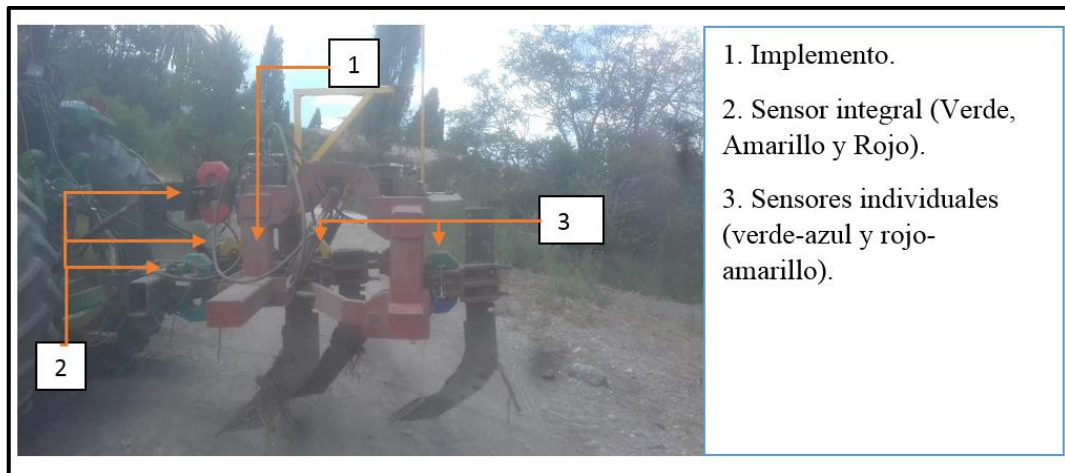 1
3
2
1. Implemento.
2. Sensor integral (Verde,
Amarillo y Rojo).
3. Sensores individuales
(verde-azul y rojo-
amarillo).